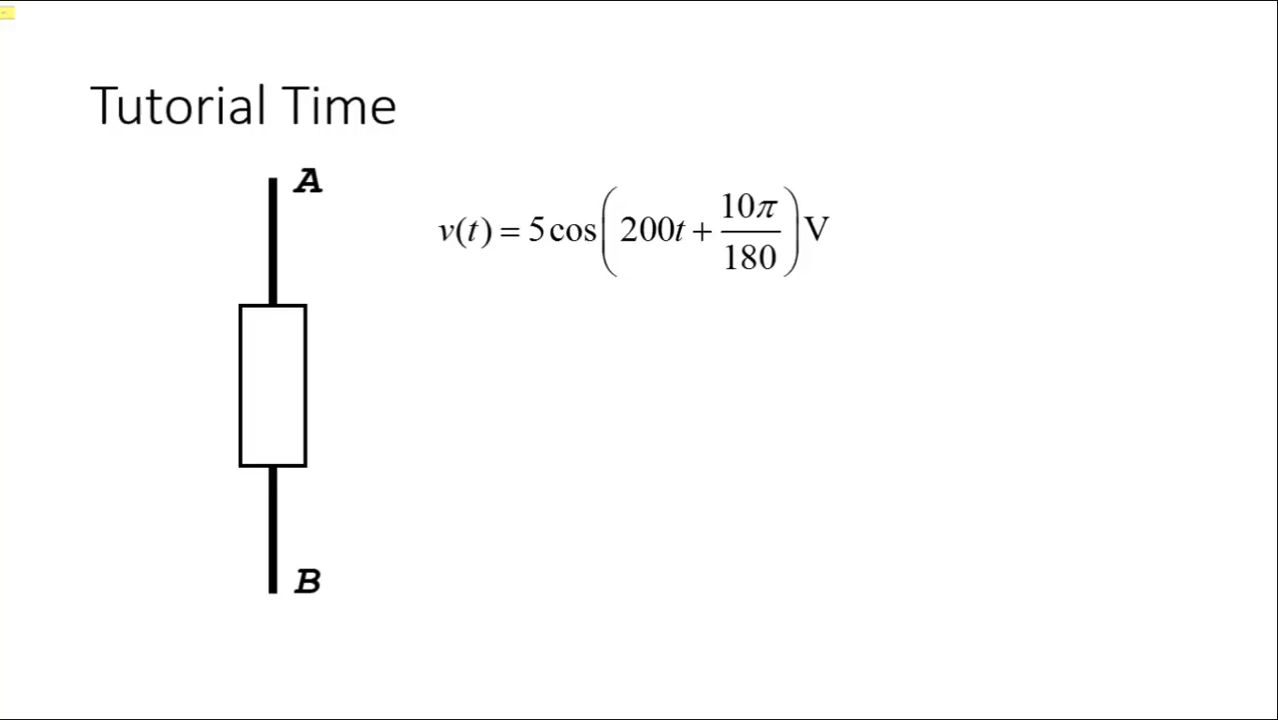 Tutorial Time
A
v(t) = 5cos(200t + 10π/180)V
B